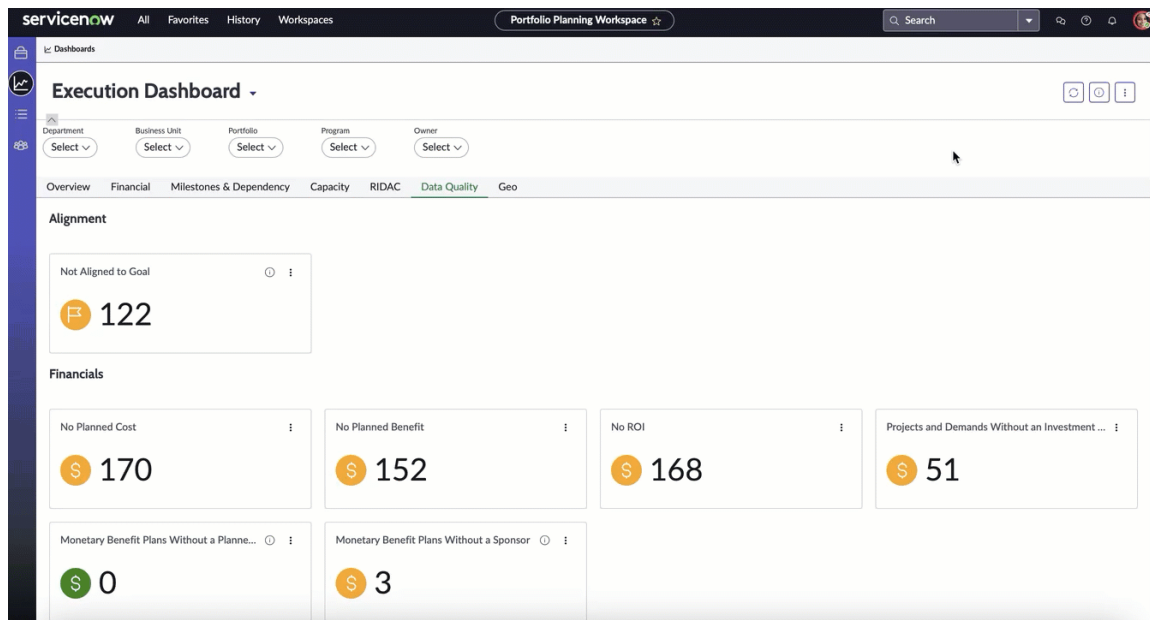 servicenow All Favorites History Workspaces Portfolio Planning Workspace Search
Dashboards
Execution Dashboard
Department Business Unit Portfolio Program Owner
Select Select Select Select Select
Overview Financial Milestones & Dependency Capacity RIDAC Data Quality Geo
Alignment
Not Aligned to Goal
122
Financials
No Planned Cost No Planned Benefit No ROI Projects and Demands Without an Investment ...
$ 170 $ 152 $ 168 $ 51
Monetary Benefit Plans Without a Planne... Monetary Benefit Plans Without a Sponsor
$ 0 $ 3